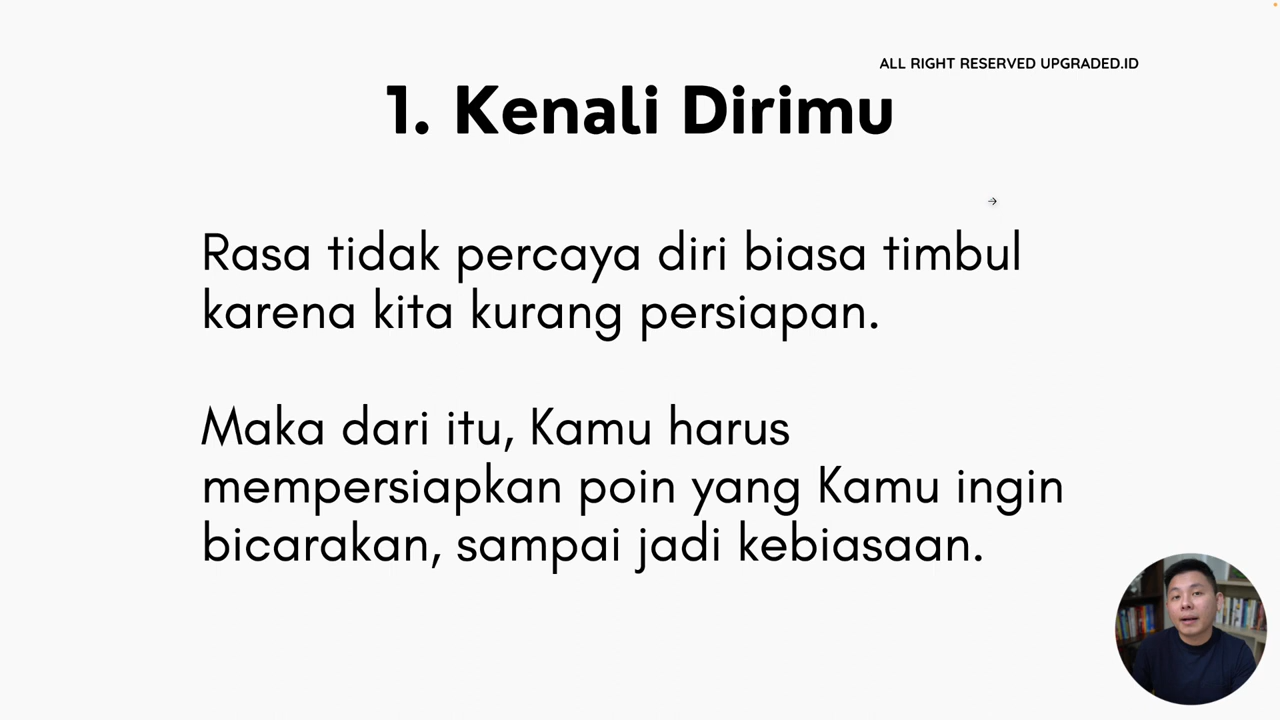 ALL RIGHT RESERVED UPGRADED.ID
1. Kenali Dirimu
Rasa tidak percaya diri biasa timbul
karena kita kurang persiapan.
Maka dari itu, Kamu harus
mempersiapkan poin yang Kamu ingin
bicarakan, sampai jadi kebiasaan.